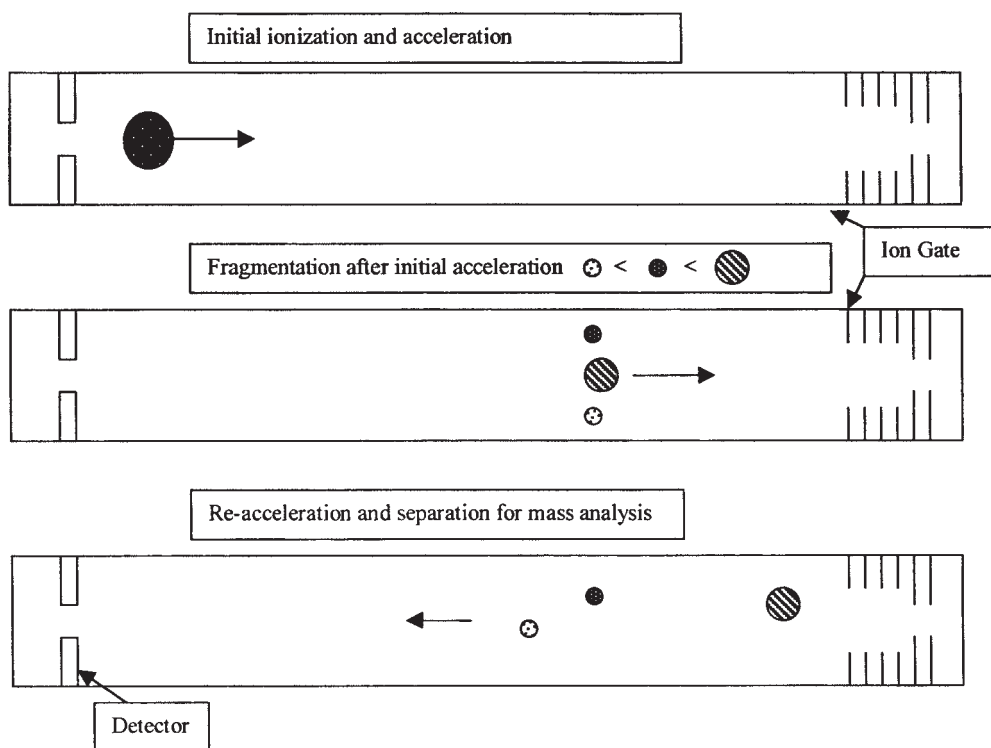 Initial ionization and acceleration
Ion Gate
Fragmentation after initial acceleration < <
Re-acceleration and separation for mass analysis
Detector